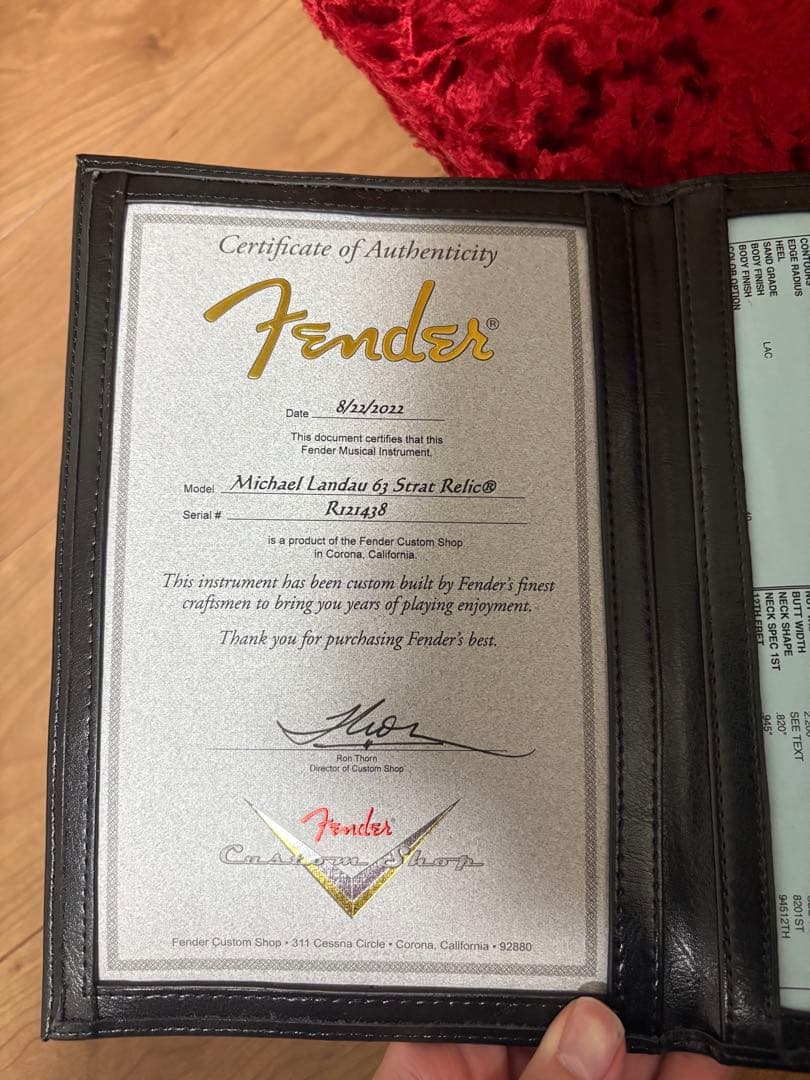 Certificate of Authenticity
Fender®
Date 8/22/2022
This document certifies that this
Fender Musical Instrument,
Model Michael Landau 63 Strat Relic®
Serial # R121438
is a product of the Fender Custom Shop
in Corona, California.
This instrument has been custom built by Fender's finest
craftsmen to bring you years of playing enjoyment.
Thank you for purchasing Fender's best.
Ron Thorn
Director of Custom Shop
Fender
Custom Shop
Fender Custom Shop • 311 Cessna Circle • Corona, California • 92880
CONTOURS
EDGE RADIUS
HEEL
SAND GRADE
BODY FINISH LAC
BODY FINISH
COLOR OPTION
BUTT WIDTH SEE TEXT 8201ST
NECK SHAPE .820" 94512TH
NECK SPEC 1ST .945"
12TH FRET